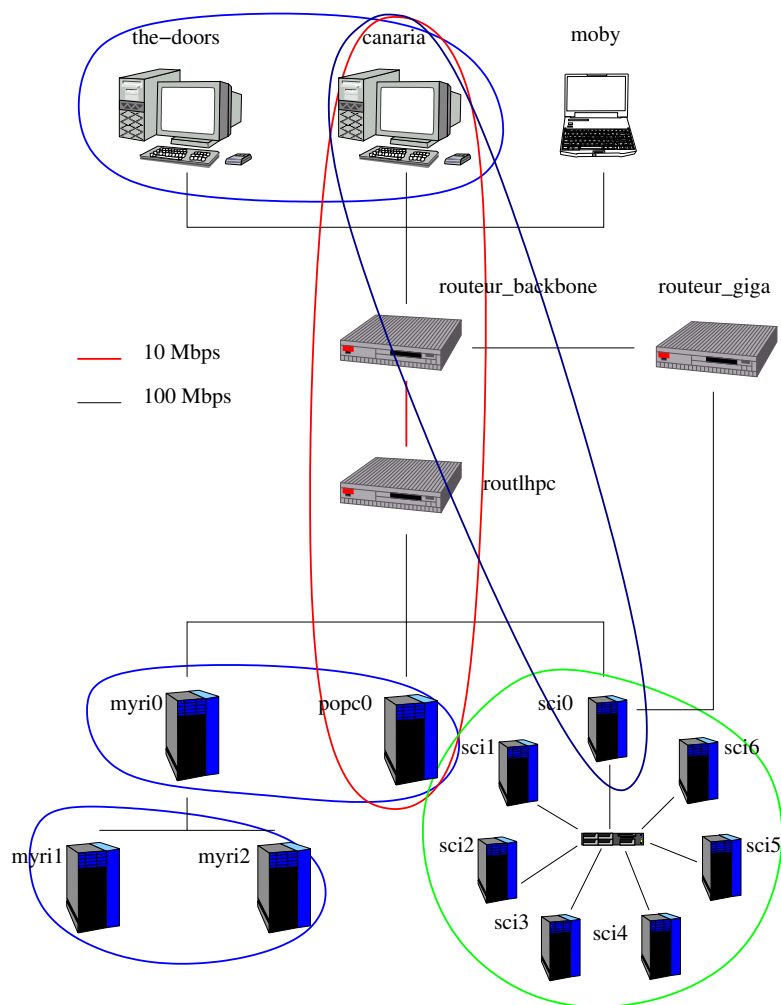 the−doors
canaria
moby
routeur_backbone
routeur_giga
10 Mbps
100 Mbps
routlhpc
myri0
popc0
sci0
sci1
sci6
myri1
myri2
sci2
sci5
sci3
sci4